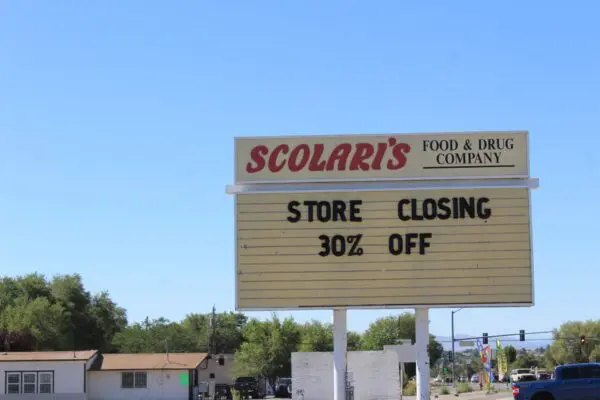 SCOLARI'S
FOOD & DRUG
COMPANY
STORE CLOSING
30% OFF